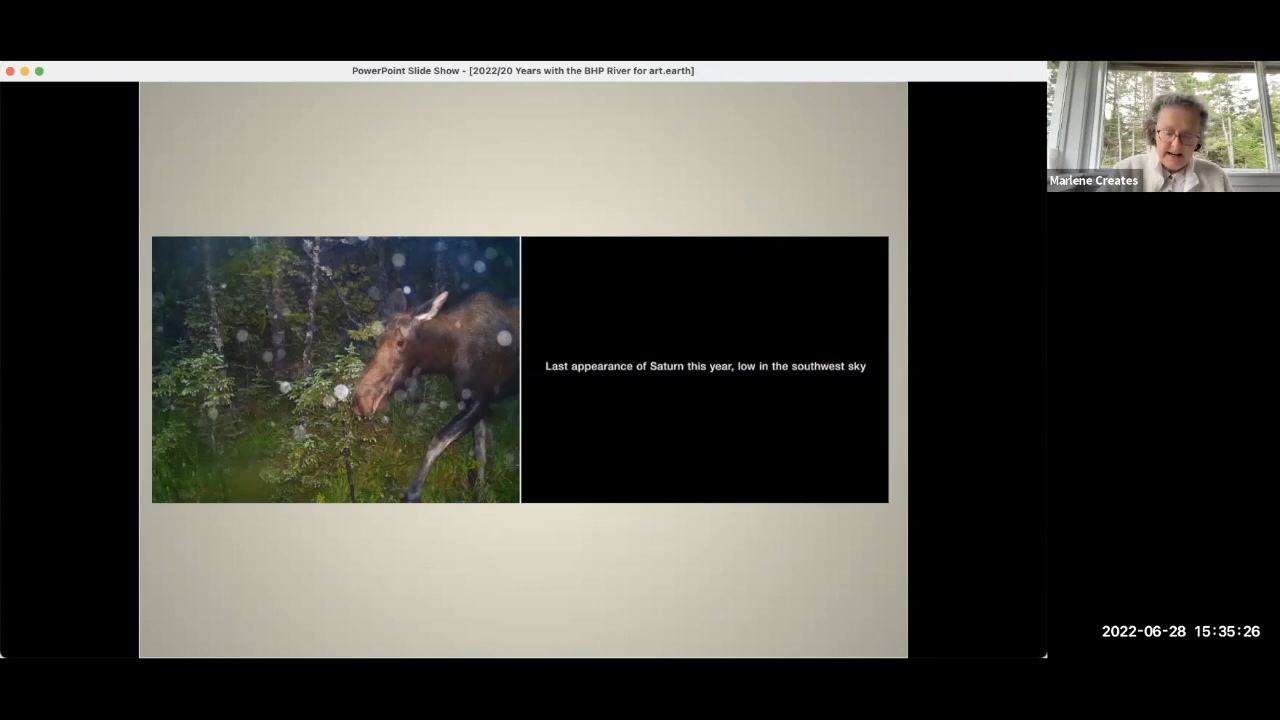 PowerPoint Slide Show - [2022/20 Years with the BHP River for art.earth]
Marlene Creates
Last appearance of Saturn this year, low in the southwest sky
2022-06-28 15:35:26